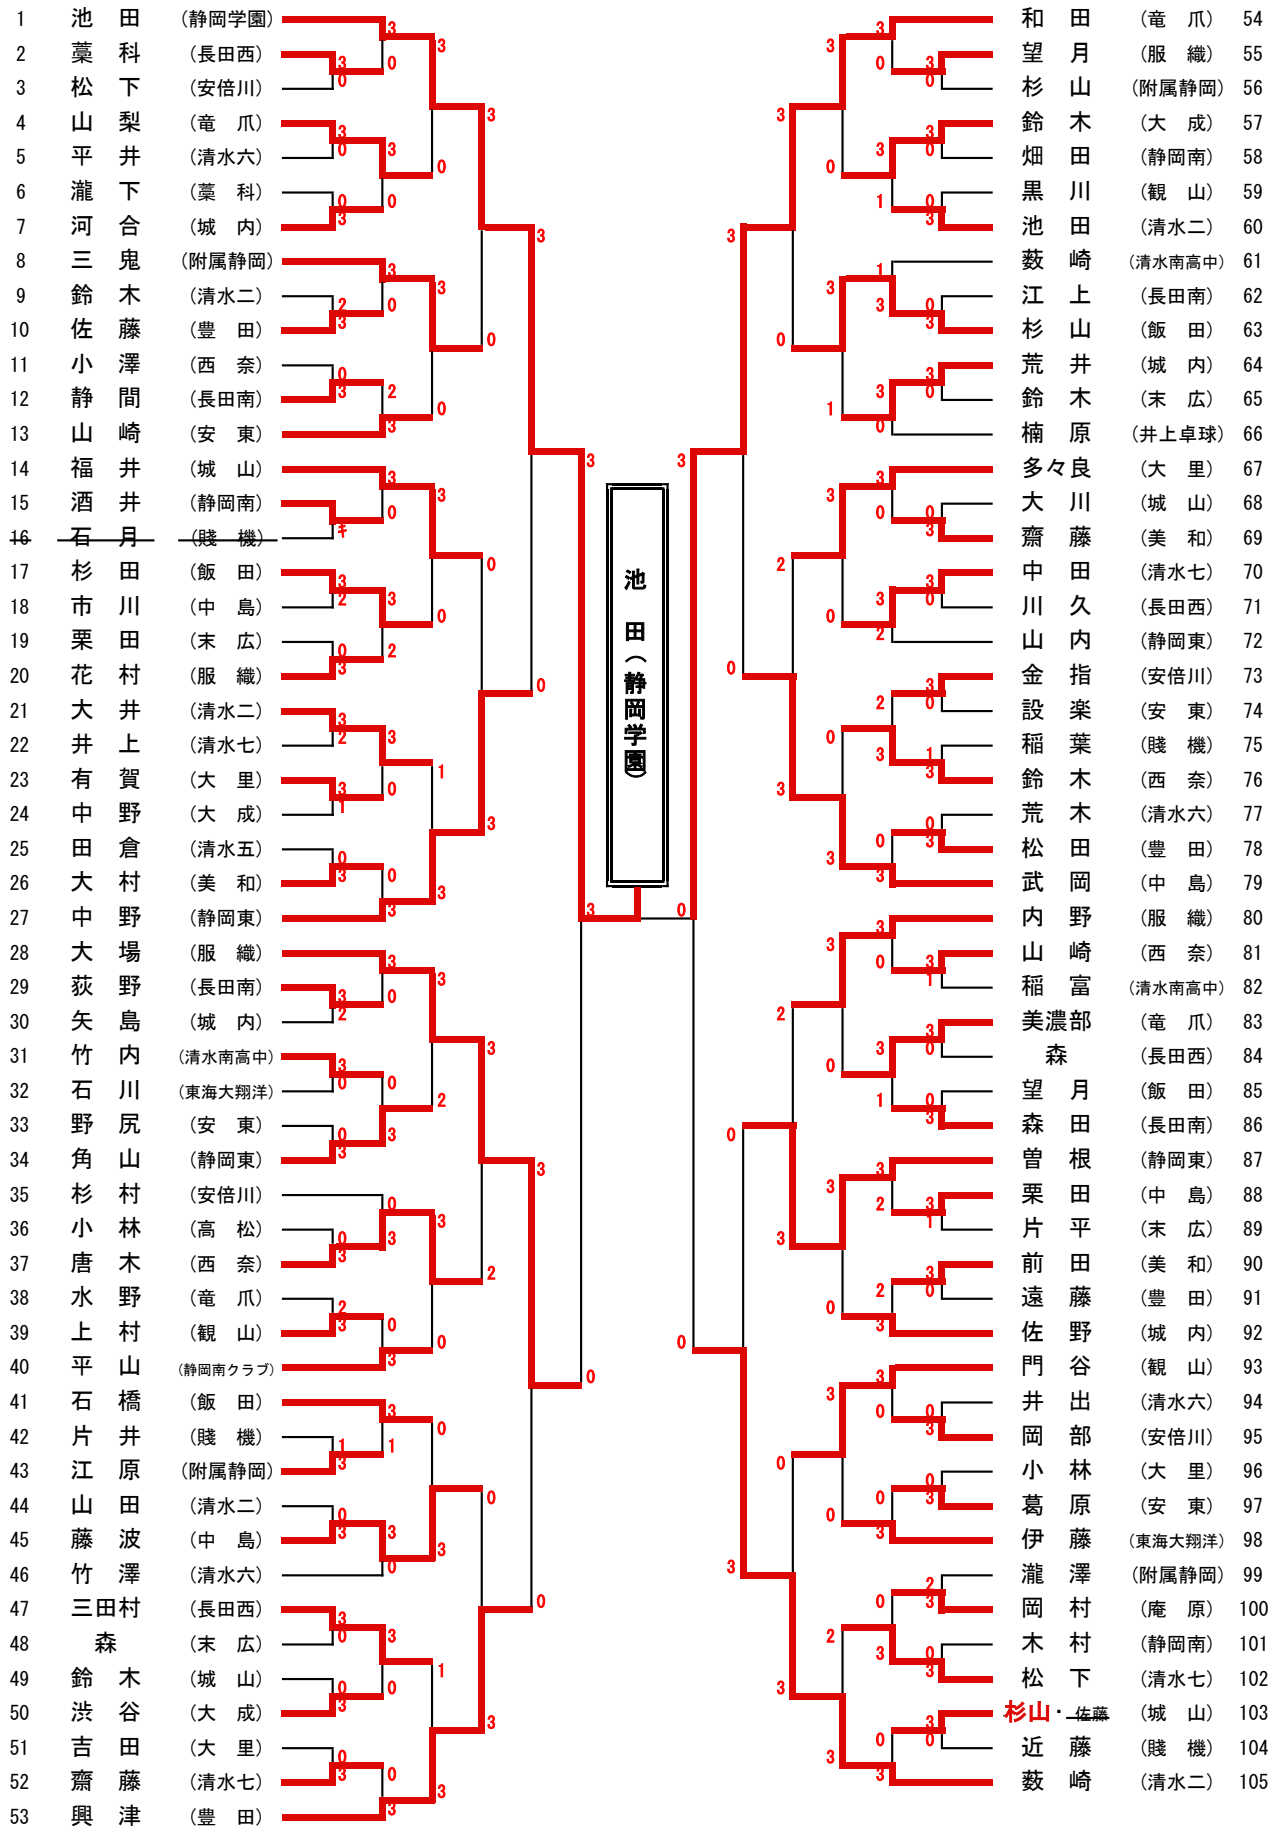 1 池田 (静岡学園)
2 藁科 (長田西)
3 松下 (安倍川)
4 山梨 (竜爪)
5 平井 (清水六)
6 瀧下 (藁科)
7 河合 (城内)
8 三鬼 (附属静岡)
9 鈴木 (清水二)
10 佐藤 (豊田)
11 小澤 (西奈)
12 静間 (長田南)
13 山崎 (安東)
14 福井 (城山)
15 酒井 (静岡南)
16 石月 (賤機)
17 杉田 (飯田)
18 市川 (中島)
19 栗田 (末広)
20 花村 (服織)
21 大井 (清水二)
22 井上 (清水七)
23 有賀 (大里)
24 中野 (大成)
25 田倉 (清水五)
26 大村 (美和)
27 中野 (静岡東)
28 大場 (服織)
29 荻野 (長田南)
30 矢島 (城内)
31 竹内 (清水南高中)
32 石川 (東海大翔洋)
33 野尻 (安東)
34 角山 (静岡東)
35 杉村 (安倍川)
36 小林 (高松)
37 唐木 (西奈)
38 水野 (竜爪)
39 上村 (観山)
40 平山 (静岡南クラブ)
41 石橋 (飯田)
42 片井 (賤機)
43 江原 (附属静岡)
44 山田 (清水二)
45 藤波 (中島)
46 竹澤 (清水六)
47 三田村 (長田西)
48 森 (末広)
49 鈴木 (城山)
50 渋谷 (大成)
51 吉田 (大里)
52 齋藤 (清水七)
53 興津 (豊田)
池田(静岡学園)
和田 (竜爪) 54
望月 (服織) 55
杉山 (附属静岡) 56
鈴木 (大成) 57
畑田 (静岡南) 58
黒川 (観山) 59
池田 (清水二) 60
薮崎 (清水南高中) 61
江上 (長田南) 62
杉山 (飯田) 63
荒井 (城内) 64
鈴木 (末広) 65
楠原 (井上卓球) 66
多々良 (大里) 67
大川 (城山) 68
齋藤 (美和) 69
中田 (清水七) 70
川久 (長田西) 71
山内 (静岡東) 72
金指 (安倍川) 73
設楽 (安東) 74
稲葉 (賤機) 75
鈴木 (西奈) 76
荒木 (清水六) 77
松田 (豊田) 78
武岡 (中島) 79
内野 (服織) 80
山崎 (西奈) 81
稲富 (清水南高中) 82
美濃部 (竜爪) 83
森 (長田西) 84
望月 (飯田) 85
森田 (長田南) 86
曽根 (静岡東) 87
栗田 (中島) 88
片平 (末広) 89
前田 (美和) 90
遠藤 (豊田) 91
佐野 (城内) 92
門谷 (観山) 93
井出 (清水六) 94
岡部 (安倍川) 95
小林 (大里) 96
葛原 (安東) 97
伊藤 (東海大翔洋) 98
瀧澤 (附属静岡) 99
岡村 (庵原) 100
木村 (静岡南) 101
松下 (清水七) 102
杉山・佐藤 (城山) 103
近藤 (賤機) 104
薮崎 (清水二) 105